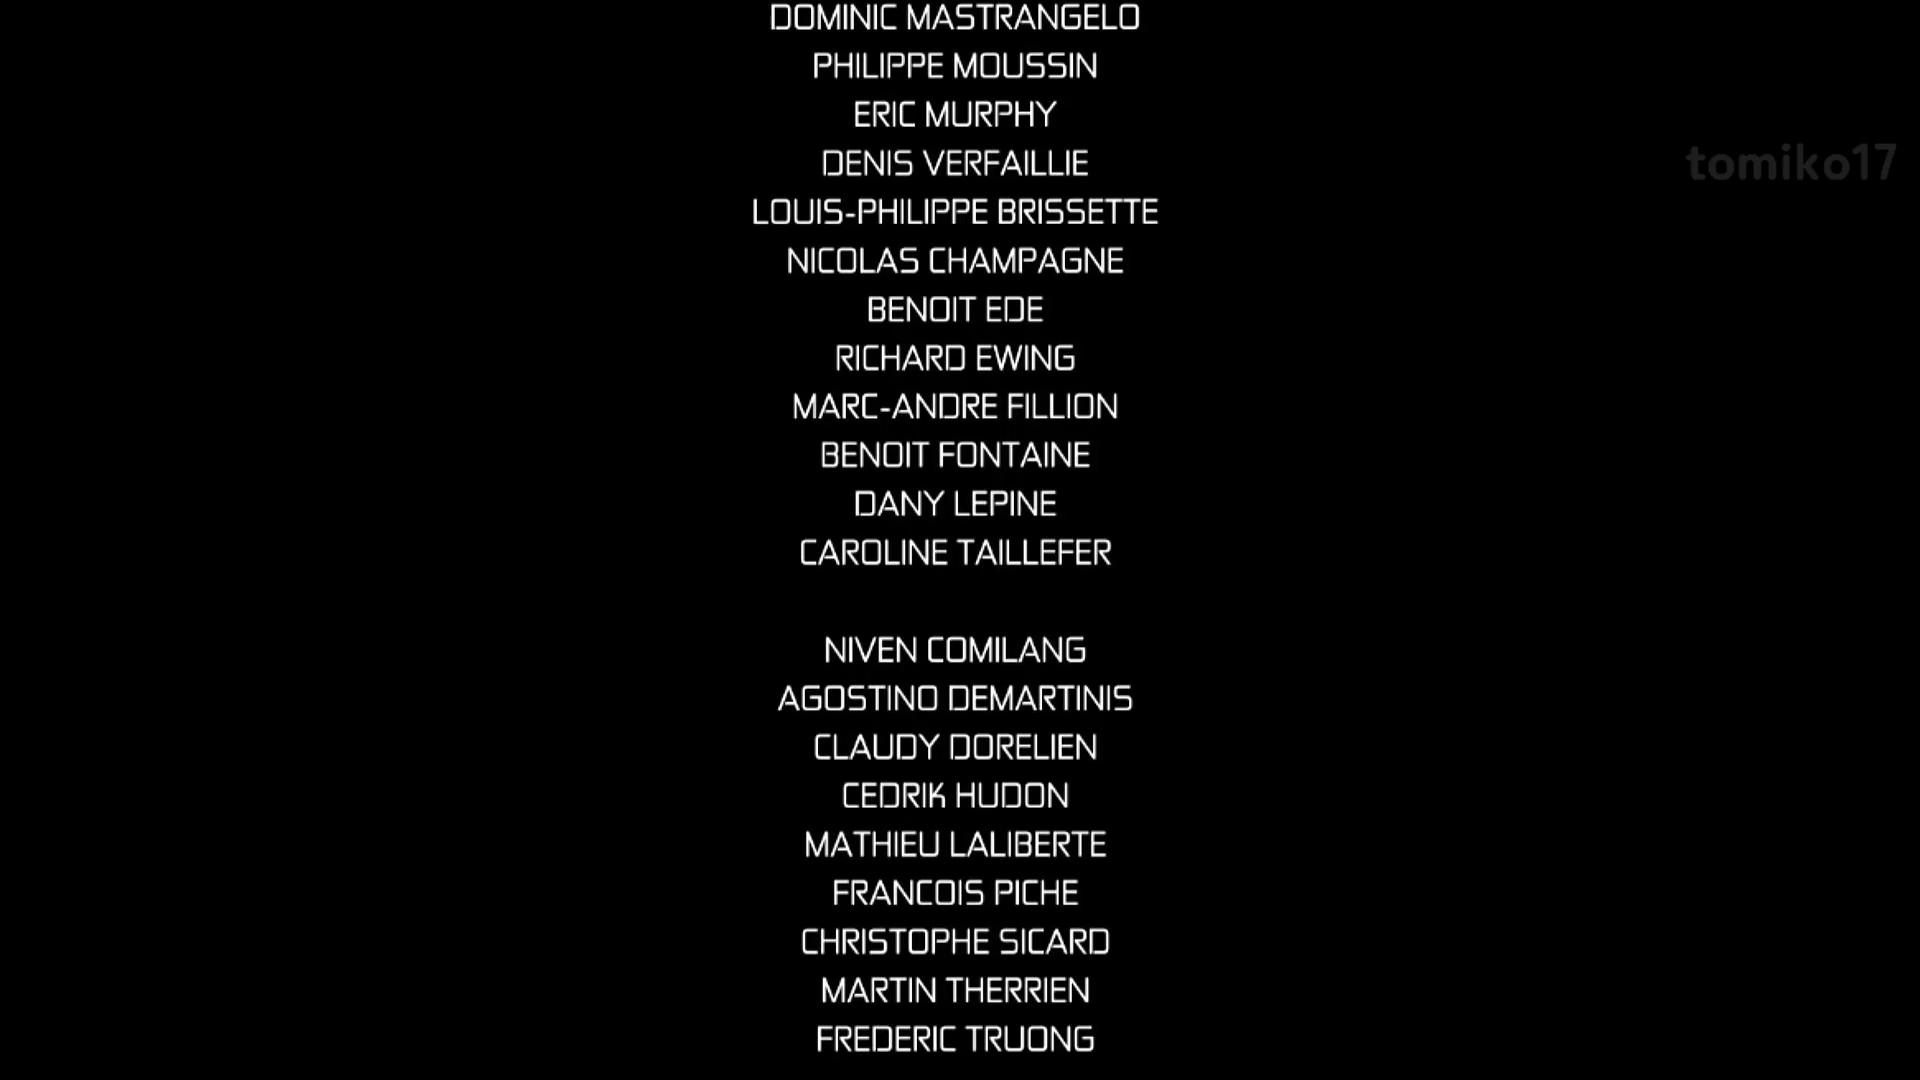 DOMINIC MASTRANGELO
PHILIPPE MOUSSIN
ERIC MURPHY
tomiko17
DENIS VERFAILLIE
LOUIS-PHILIPPE BRISSETTE
NICOLAS CHAMPAGNE
BENOIT EDE
RICHARD EWING
MARC-ANDRE FILLION
BENOIT FONTAINE
DANY LEPINE
CAROLINE TAILLEFER
NIVEN COMILANG
AGOSTINO DEMARTINIS
CLAUDY DORELIEN
CEDRIK HUDON
MATHIEU LALIBERTE
FRANCOIS PICHE
CHRISTOPHE SICARD
MARTIN THERRIEN
FREDERIC TRUONG